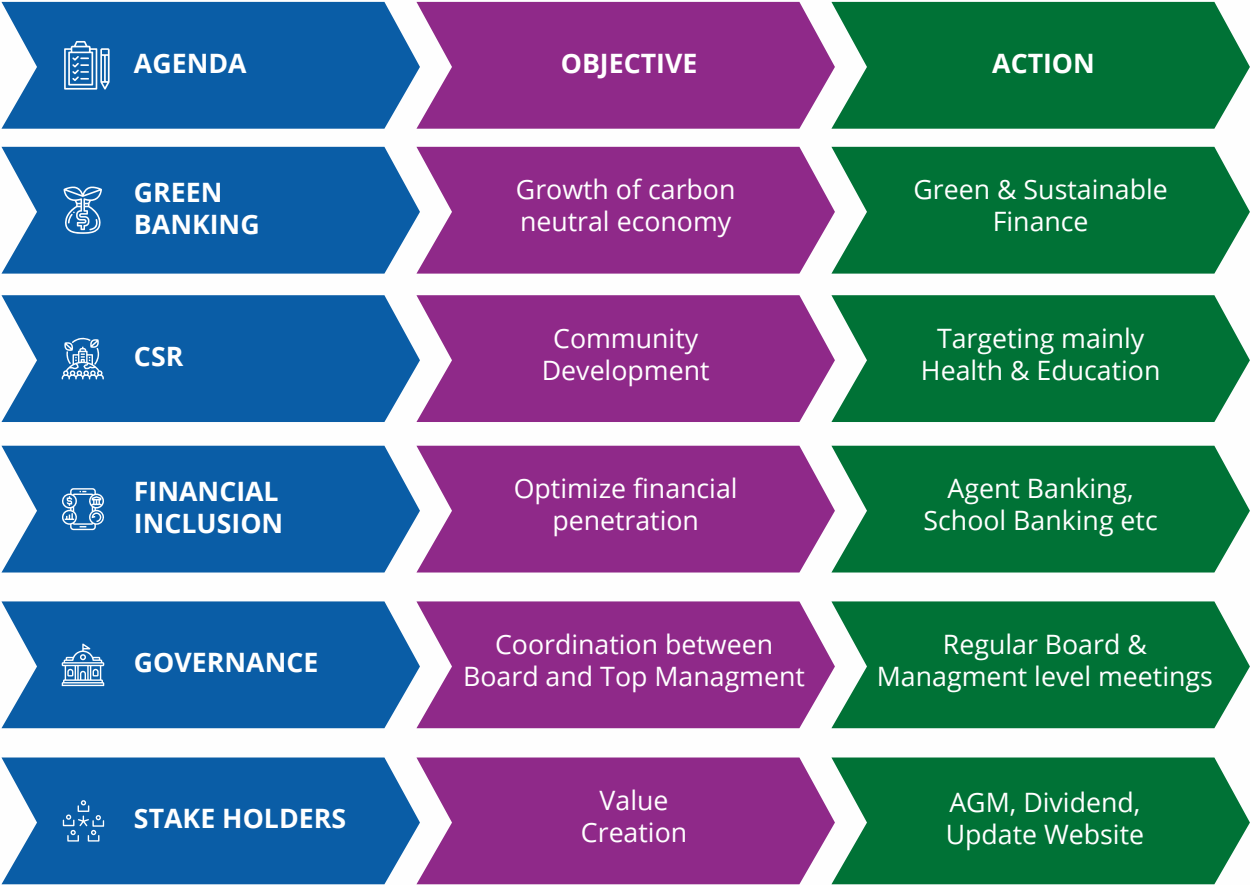 AGENDA
OBJECTIVE
ACTION
GREEN
BANKING
Growth of carbon
neutral economy
Green & Sustainable
Finance
CSR
Community
Development
Targeting mainly
Health & Education
FINANCIAL
INCLUSION
Optimize financial
penetration
Agent Banking,
School Banking etc
GOVERNANCE
Coordination between
Board and Top Managment
Regular Board &
Managment level meetings
STAKE HOLDERS
Value
Creation
AGM, Dividend,
Update Website